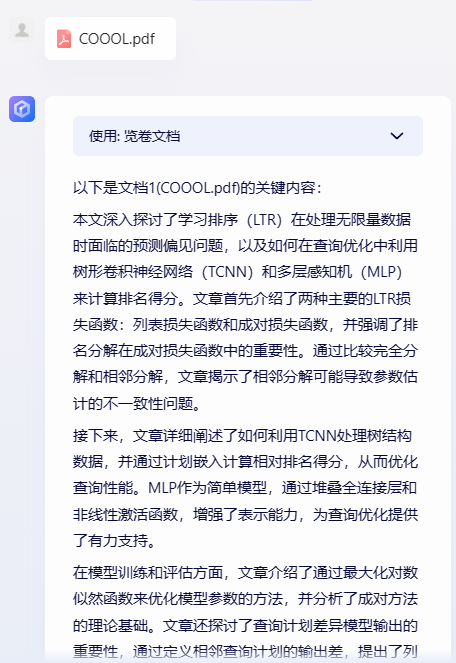 COOOL.pdf
使用: 览卷文档
以下是文档1(COOOL.pdf)的关键内容：
本文深入探讨了学习排序（LTR）在处理无限量数据
时面临的预测偏见问题，以及如何在查询优化中利用
树形卷积神经网络（TCNN）和多层感知机（MLP）
来计算排名得分。文章首先介绍了两种主要的LTR损
失函数：列表损失函数和成对损失函数，并强调了排
名分解在成对损失函数中的重要性。通过比较完全分
解和相邻分解，文章揭示了相邻分解可能导致参数估
计的不一致性问题。
接下来，文章详细阐述了如何利用TCNN处理树结构
数据，并通过计划嵌入计算相对排名得分，从而优化
查询性能。MLP作为简单模型，通过堆叠全连接层和
非线性激活函数，增强了表示能力，为查询优化提供
了有力支持。
在模型训练和评估方面，文章介绍了通过最大化对数
似然函数来优化模型参数的方法，并分析了成对方法
的理论基础。文章还探讨了查询计划差异模型输出的
重要性，通过定义相邻查询计划的输出差，提出了列